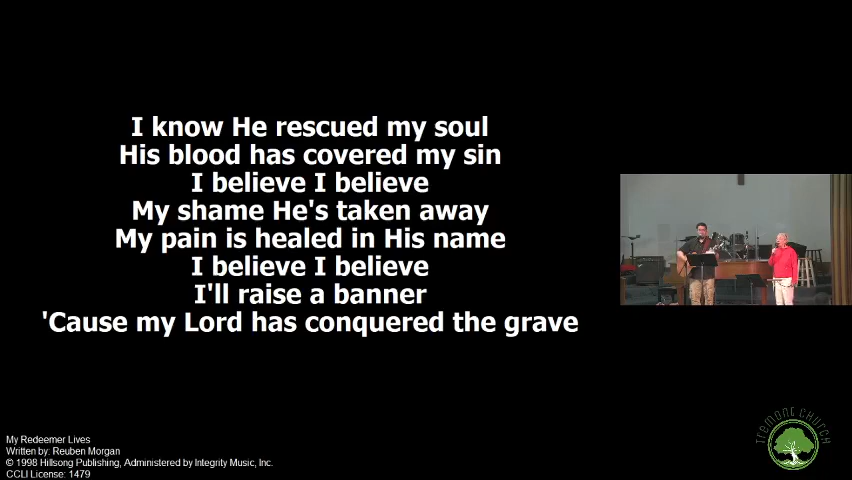 I know He rescued my soul
His blood has covered my sin
I believe I believe
My shame He's taken away
My pain is healed in His name
I believe I believe
I'll raise a banner
'Cause my Lord has conquered the grave
My Redeemer Lives
Written by: Reuben Morgan
© 1998 Hillsong Publishing, Administered by Integrity Music, Inc.
CCLI License: 1479
TREMONT CHURCH